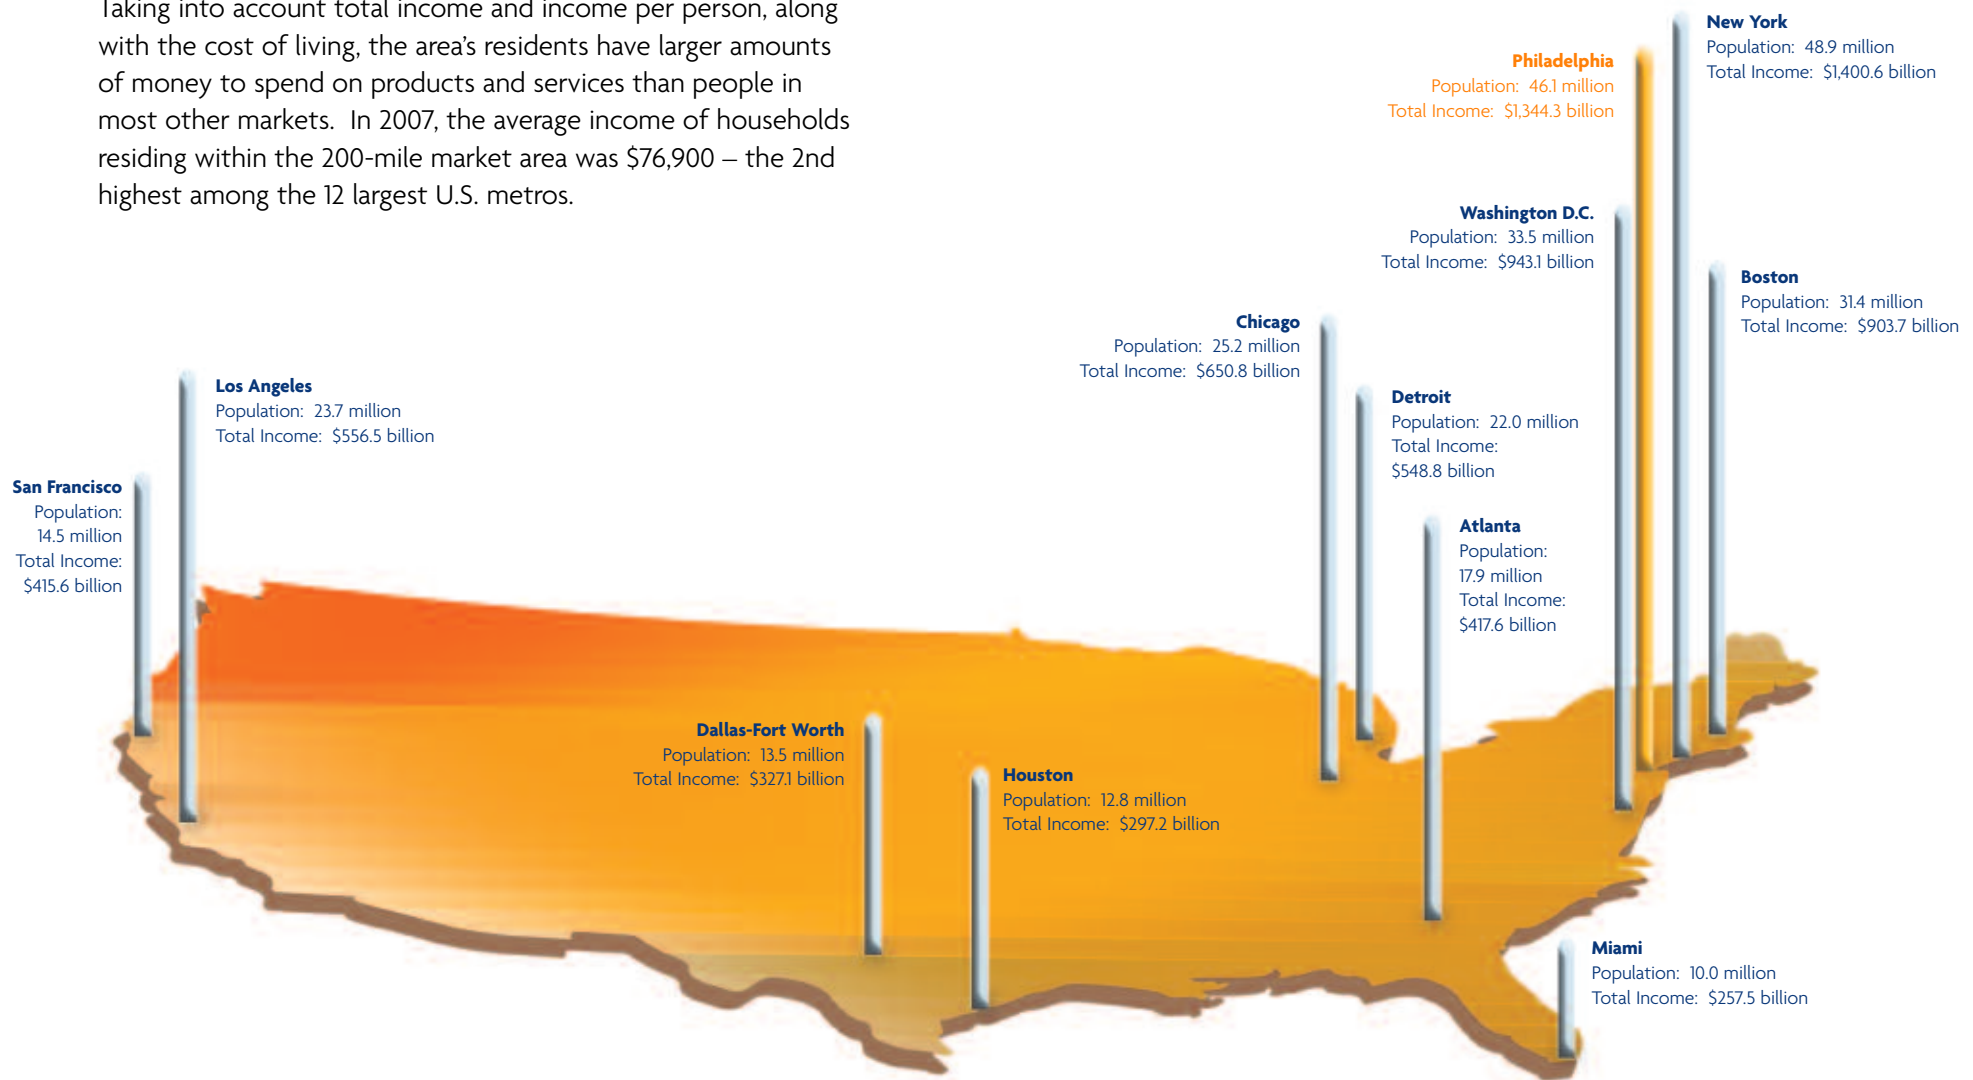 Taking into account total income and income per person, along
with the cost of living, the area’s residents have larger amounts
of money to spend on products and services than people in
most other markets.  In 2007, the average income of households
residing within the 200-mile market area was $76,900 – the 2nd
highest among the 12 largest U.S. metros.
New York
Population:  48.9 million
Total Income:  $1,400.6 billion
Philadelphia
Population:  46.1 million
Total Income:  $1,344.3 billion
Washington D.C.
Population:  33.5 million
Total Income:  $943.1 billion
Boston
Population:  31.4 million
Total Income:  $903.7 billion
Chicago
Population:  25.2 million
Total Income:  $650.8 billion
Los Angeles
Population:  23.7 million
Total Income:  $556.5 billion
Detroit
Population:  22.0 million
Total Income:
$548.8 billion
San Francisco
Population:
14.5 million
Total Income:
$415.6 billion
Atlanta
Population:
17.9 million
Total Income:
$417.6 billion
Dallas-Fort Worth
Population:  13.5 million
Total Income:  $327.1 billion
Houston
Population:  12.8 million
Total Income:  $297.2 billion
Miami
Population:  10.0 million
Total Income:  $257.5 billion